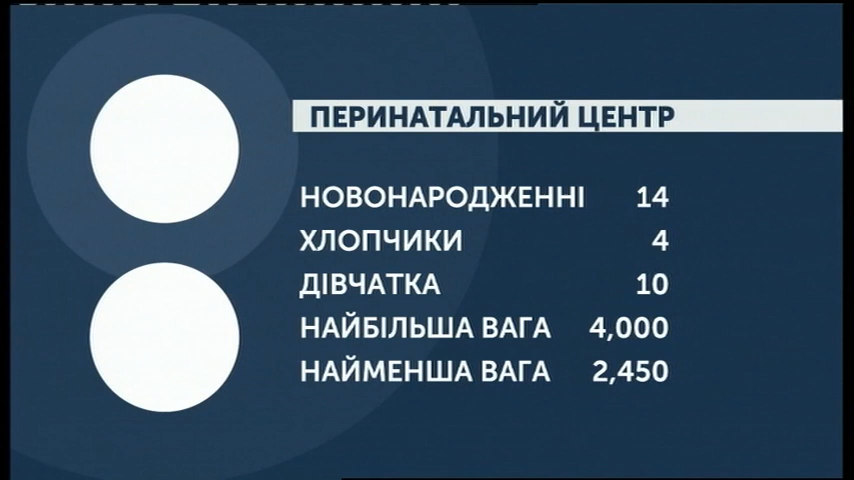 ПЕРИНАТАЛЬНИЙ ЦЕНТР
НОВОНАРОДЖЕННІ 14
ХЛОПЧИКИ 4
ДІВЧАТКА 10
НАЙБІЛЬША ВАГА 4,000
НАЙМЕНША ВАГА 2,450